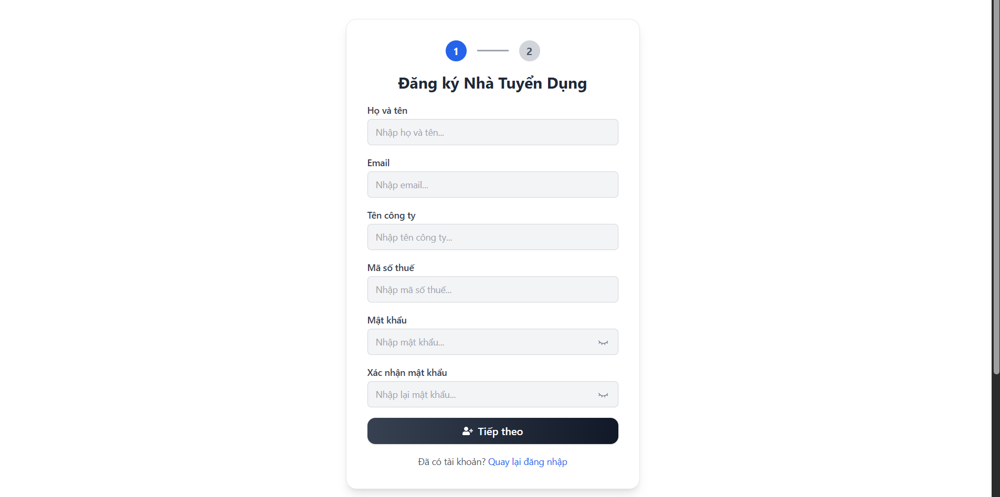 1
2
Đăng ký Nhà Tuyển Dụng
Họ và tên
Nhập họ và tên...
Email
Nhập email...
Tên công ty
Nhập tên công ty...
Mã số thuế
Nhập mã số thuế...
Mật khẩu
Nhập mật khẩu...
Xác nhận mật khẩu
Nhập lại mật khẩu...
Tiếp theo
Đã có tài khoản? Quay lại đăng nhập